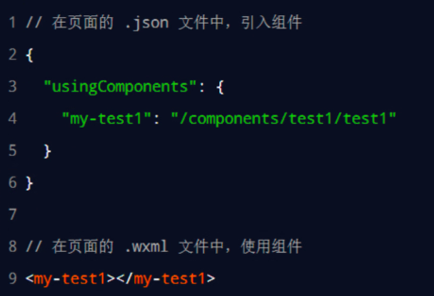 1 // 在页面的 .json 文件中，引入组件
2 {
3   "usingComponents": {
4     "my-test1": "/components/test1/test1"
5   }
6 }
7
8 // 在页面的 .wxml 文件中，使用组件
9 <my-test1></my-test1>